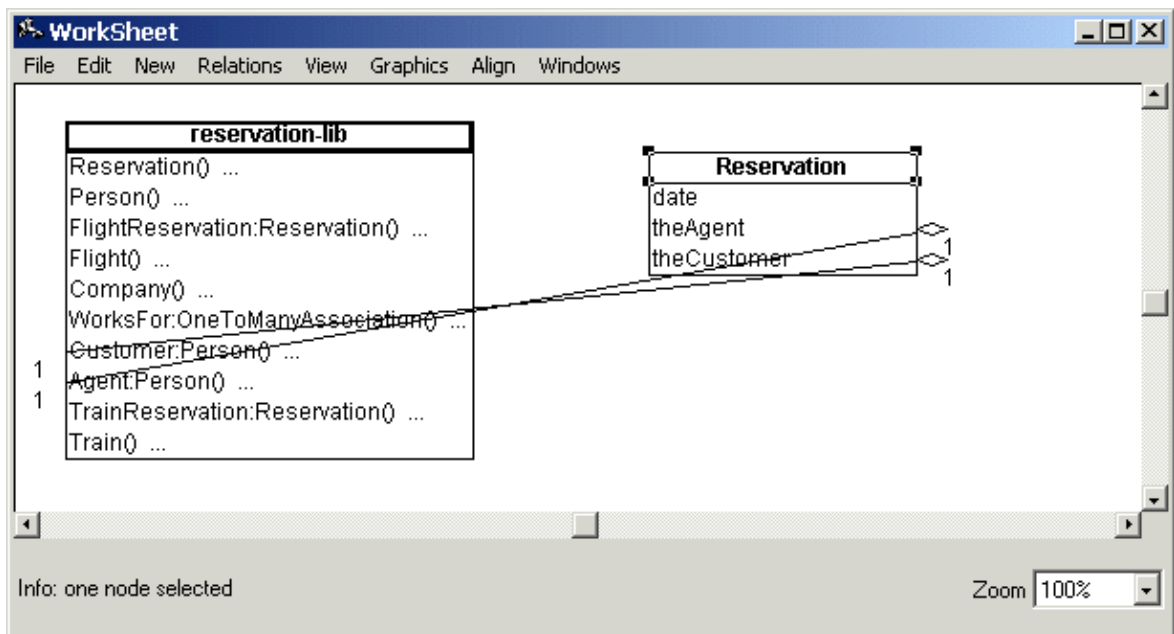 WorkSheet
File Edit New Relations View Graphics Align Windows
reservation-lib
Reservation() ...
Person() ...
FlightReservation:Reservation() ...
Flight() ...
Company() ...
WorksFor:OneToManyAssociation() ...
Customer:Person() ...
Agent:Person() ...
TrainReservation:Reservation() ...
Train() ...
1
1
Reservation
date
theAgent
theCustomer
1
1
Info: one node selected
Zoom 100%